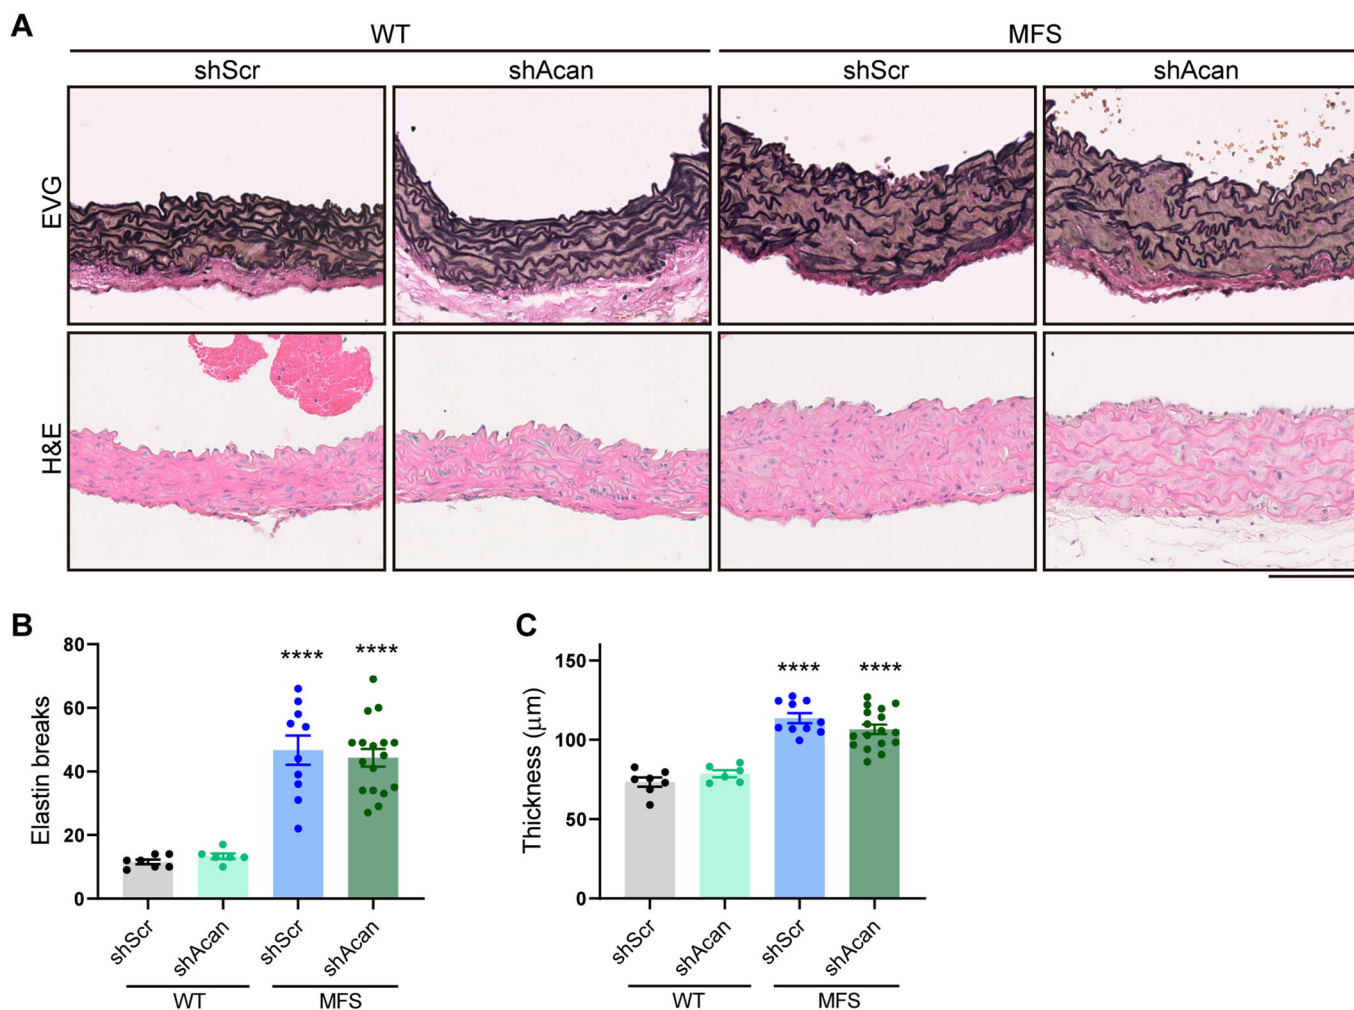 A
WT
MFS
shScr
shAcan
shScr
shAcan
EVG
H&E
B
Elastin breaks
80
60
40
20
0
****
****
shScr
shAcan
shScr
shAcan
WT
MFS
C
Thickness (μm)
150
100
50
0
****
****
shScr
shAcan
shScr
shAcan
WT
MFS